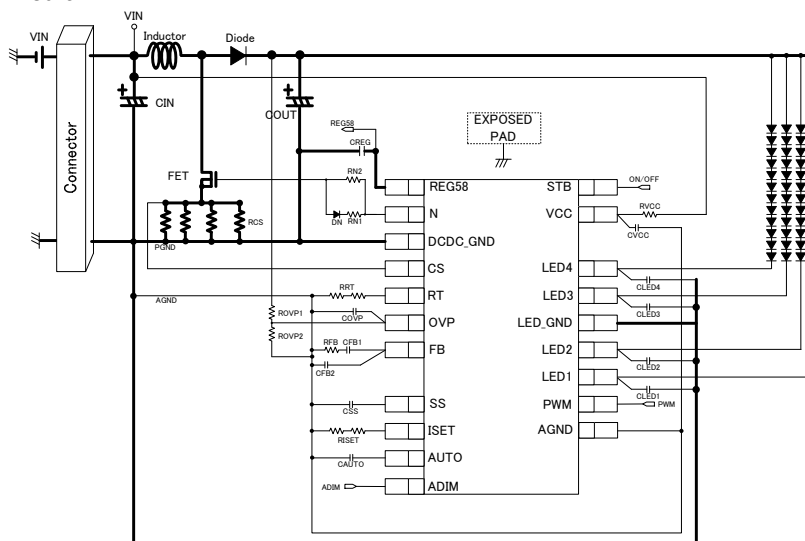 VIN
VIN
Inductor
Diode
CIN
COUT
REG58
CREG
EXPOSED
PAD
Connector
FET
RN2
DN
RN1
RCS
PGND
REG58
STB
ON/OFF
N
VCC
RVCC
CVCC
DCDC_GND
CS
LED4
CLED4
AGND
RRT
RT
LED3
CLED3
ROVP1
COVP
OVP
LED_GND
ROVP2
RFB
CFB1
FB
LED2
CLED2
CFB2
LED1
CLED1
CSS
SS
PWM
PWM
RISET
ISET
AGND
CAUTO
AUTO
ADIM
ADIM